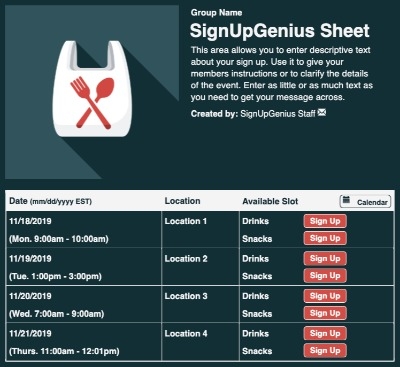 Group Name
SignUpGenius Sheet
This area allows you to enter descriptive text
about your sign up. Use it to give your
members instructions or to clarify the details
of the event. Enter as little or as much text as
you need to get your message across.
Created by: SignUpGenius Staff
Date (mm/dd/yyyy EST) Location Available Slot Calendar
11/18/2019 Location 1 Drinks Sign Up
(Mon. 9:00am - 10:00am) Snacks Sign Up
11/19/2019 Location 2 Drinks Sign Up
(Tue. 1:00pm - 3:00pm) Snacks Sign Up
11/20/2019 Location 3 Drinks Sign Up
(Wed. 7:00am - 9:00am) Snacks Sign Up
11/21/2019 Location 4 Drinks Sign Up
(Thurs. 11:00am - 12:01pm) Snacks Sign Up